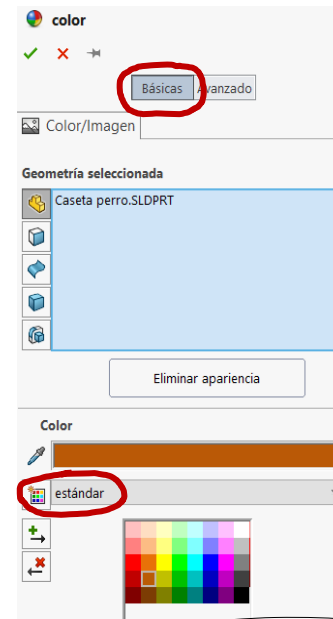 color
Básicas Avanzado
Color/Imagen
Geometría seleccionada
Caseta perro.SLDPRT
Eliminar apariencia
Color
estándar